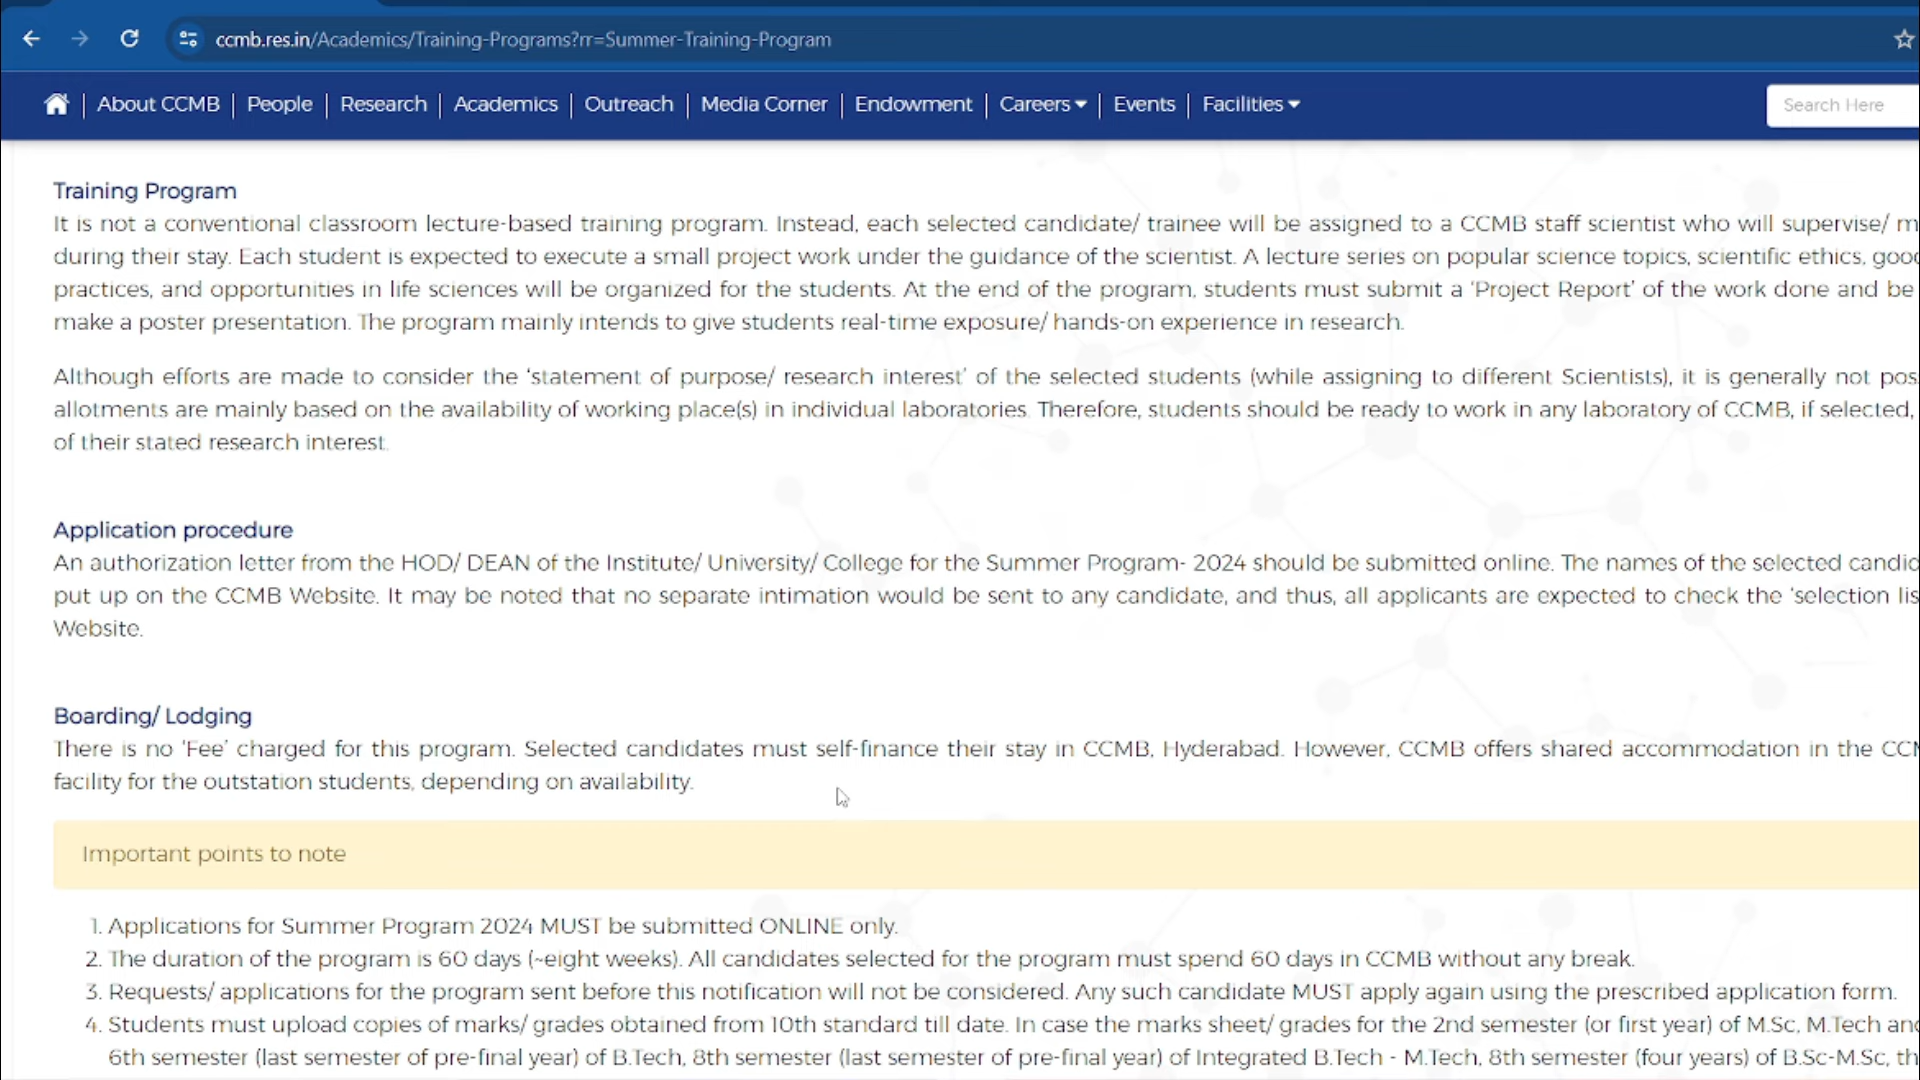 ccmb.res.in/Academics/Training-Programs?rr=Summer-Training-Program
About CCMB | People | Research | Academics | Outreach | Media Corner | Endowment | Careers | Events | Facilities
Search Here
Training Program
It is not a conventional classroom lecture-based training program. Instead, each selected candidate/ trainee will be assigned to a CCMB staff scientist who will supervise/
during their stay. Each student is expected to execute a small project work under the guidance of the scientist. A lecture series on popular science topics, scientific ethics,
practices, and opportunities in life sciences will be organized for the students. At the end of the program, students must submit a ‘Project Report’ of the work done and be
make a poster presentation. The program mainly intends to give students real-time exposure/ hands-on experience in research.
Although efforts are made to consider the ‘statement of purpose/ research interest’ of the selected students (while assigning to different Scientists), it is generally not
allotments are mainly based on the availability of working place(s) in individual laboratories. Therefore, students should be ready to work in any laboratory of CCMB, if selected,
of their stated research interest.
Application procedure
An authorization letter from the HOD/ DEAN of the Institute/ University/ College for the Summer Program- 2024 should be submitted online. The names of the selected
put up on the CCMB Website. It may be noted that no separate intimation would be sent to any candidate, and thus, all applicants are expected to check the ‘selection
Website.
Boarding/ Lodging
There is no ‘Fee’ charged for this program. Selected candidates must self-finance their stay in CCMB, Hyderabad. However, CCMB offers shared accommodation in the
facility for the outstation students, depending on availability.
Important points to note
1. Applications for Summer Program 2024 MUST be submitted ONLINE only.
2. The duration of the program is 60 days (~eight weeks). All candidates selected for the program must spend 60 days in CCMB without any break.
3. Requests/ applications for the program sent before this notification will not be considered. Any such candidate MUST apply again using the prescribed application form.
4. Students must upload copies of marks/ grades obtained from 10th standard till date. In case the marks sheet/ grades for the 2nd semester (or first year) of M.Sc, M.Tech
6th semester (last semester of pre-final year) of B.Tech, 8th semester (last semester of pre-final year) of Integrated B.Tech - M.Tech, 8th semester (four years) of B.Sc-M.Sc,